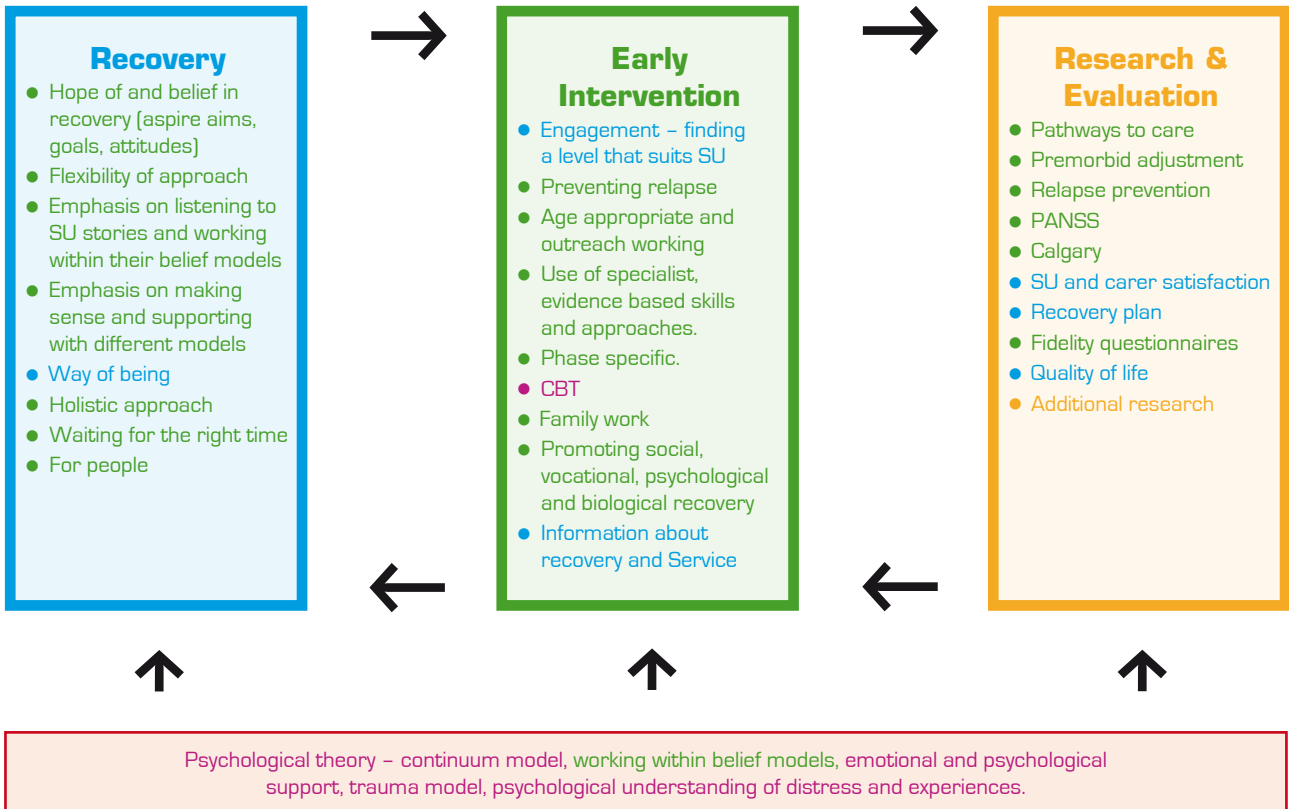 Recovery
● Hope of and belief in
recovery (aspire aims,
goals, attitudes)
● Flexibility of approach
● Emphasis on listening to
SU stories and working
within their belief models
● Emphasis on making
sense and supporting
with different models
● Way of being
● Holistic approach
● Waiting for the right time
● For people
Early
Intervention
● Engagement – finding
a level that suits SU
● Preventing relapse
● Age appropriate and
outreach working
● Use of specialist,
evidence based skills
and approaches.
● Phase specific.
● CBT
● Family work
● Promoting social,
vocational, psychological
and biological recovery
● Information about
recovery and Service
Research &
Evaluation
● Pathways to care
● Premorbid adjustment
● Relapse prevention
● PANSS
● Calgary
● SU and carer satisfaction
● Recovery plan
● Fidelity questionnaires
● Quality of life
● Additional research
Psychological theory – continuum model, working within belief models, emotional and psychological
support, trauma model, psychological understanding of distress and experiences.